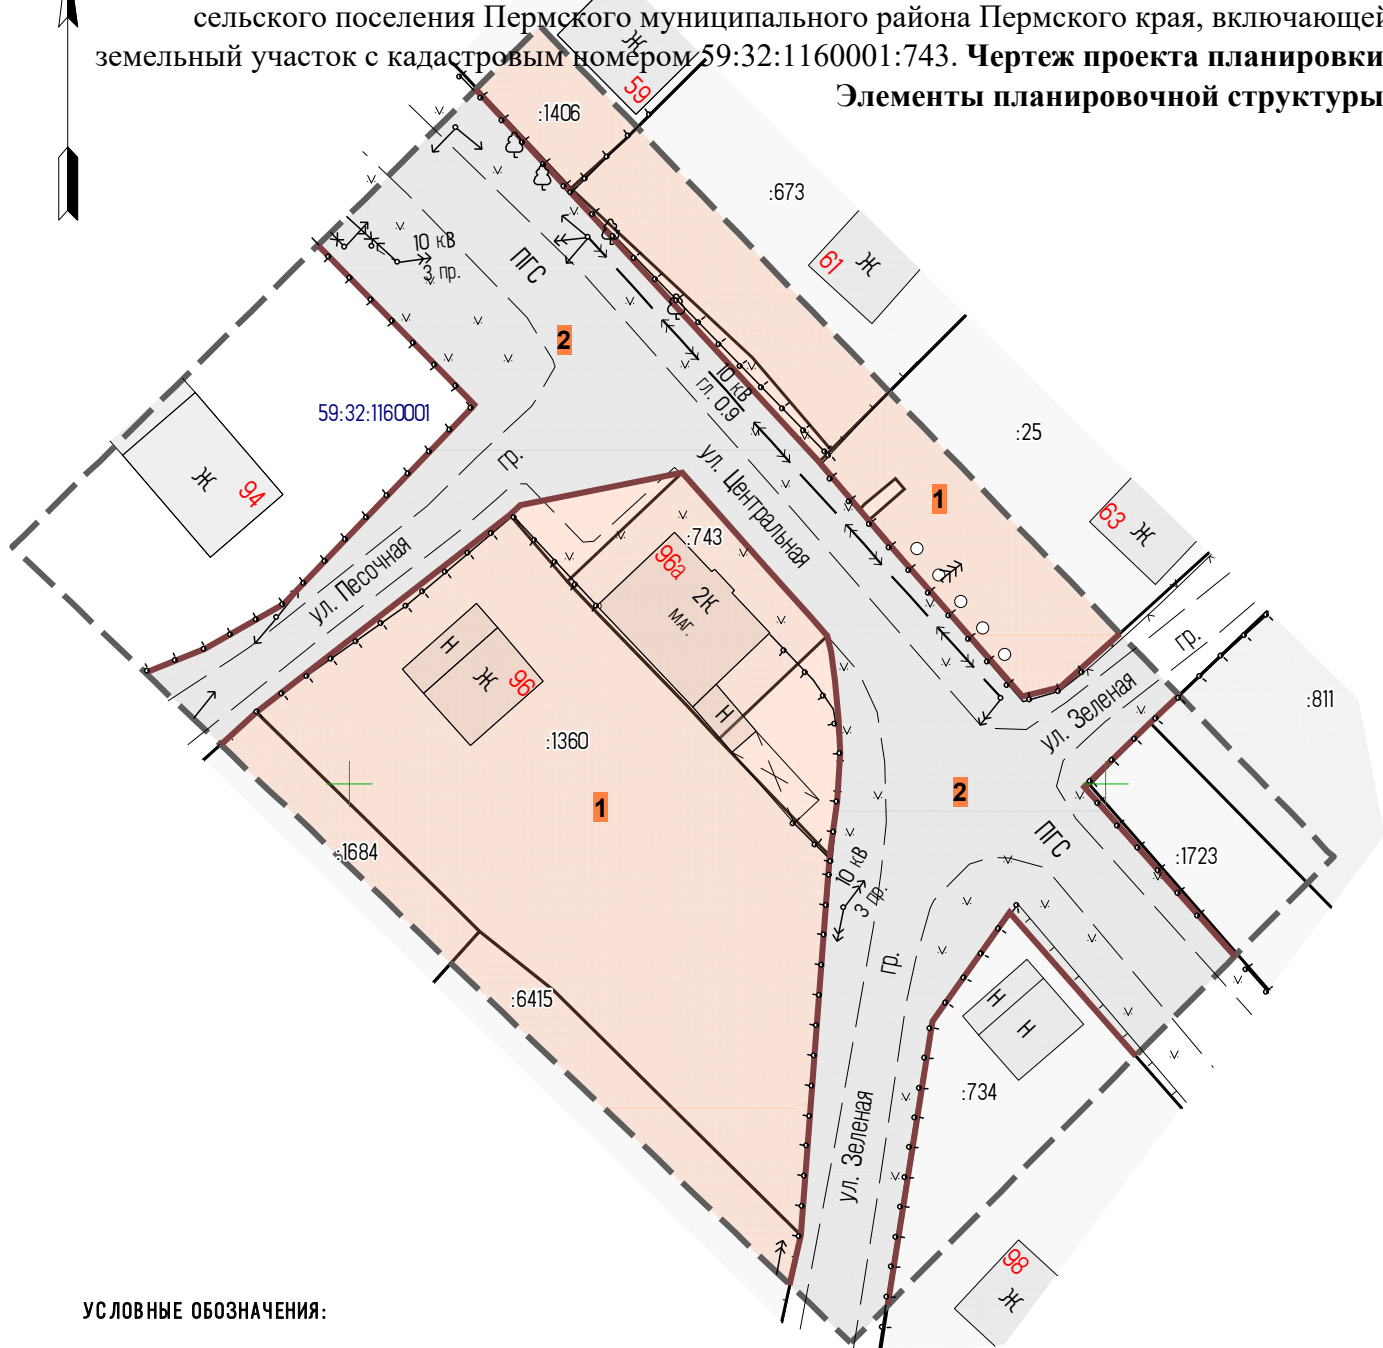 сельского поселения Пермского муниципального района Пермского края, включающей
земельный участок с кадастровым номером 59:32:1160001:743. Чертеж проекта планировки
Элементы планировочной структуры
Ж
59
:1406
:673
61
Ж
10 кВ
3 пр.
ПГС
2
10 кВ
гл. 0.9
59:32:1160001
:25
Ж
94
гр.
ул. Центральная
1
63
Ж
:743
96а
2К
маг.
ул. Песочная
Н
Ж
96
гр.
ул. Зеленая
:811
Н
:1360
1
2
ПГС
:1684
:1723
10 кВ
3 пр.
гр.
:6415
Н
Н
:734
ул. Зеленая
98
Ж
УСЛОВНЫЕ ОБОЗНАЧЕНИЯ: